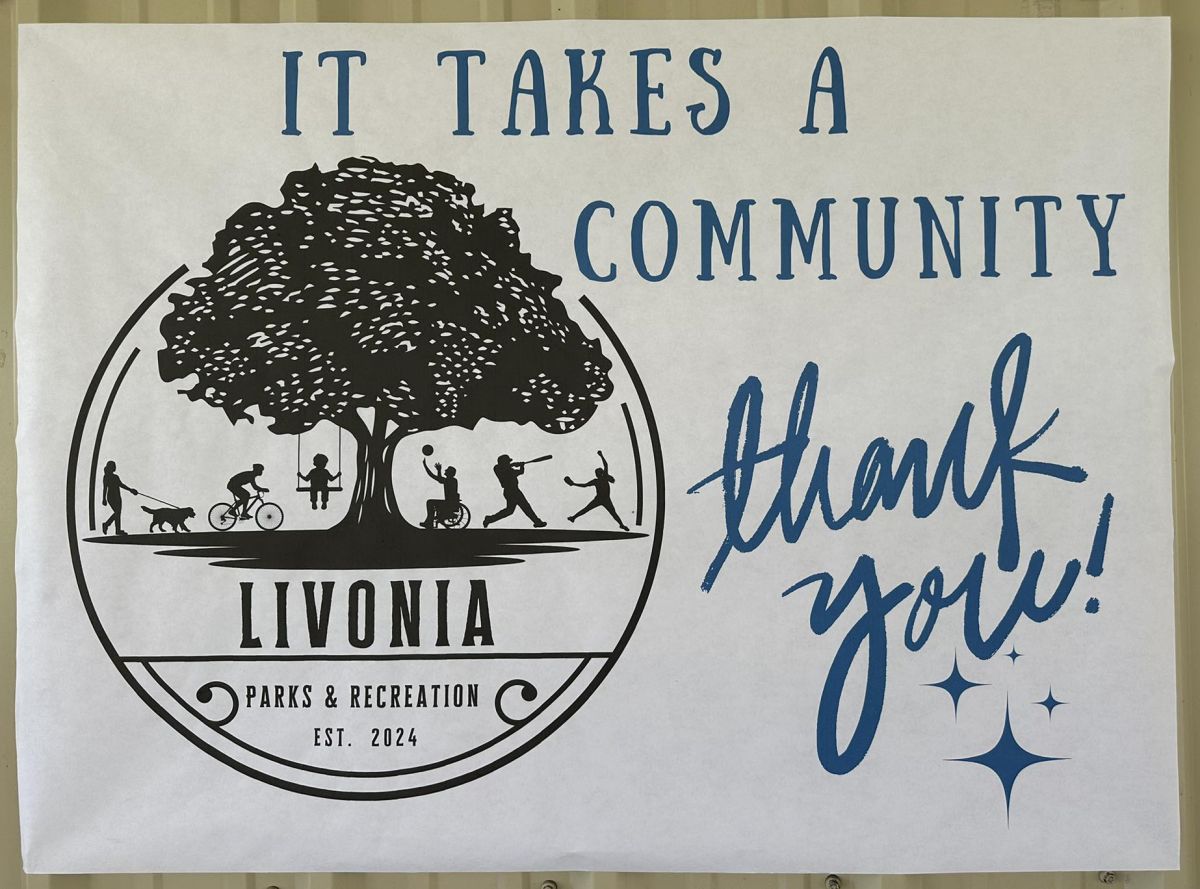 IT TAKES A
COMMUNITY
thank
you!
LIVONIA
PARKS & RECREATION
EST. 2024